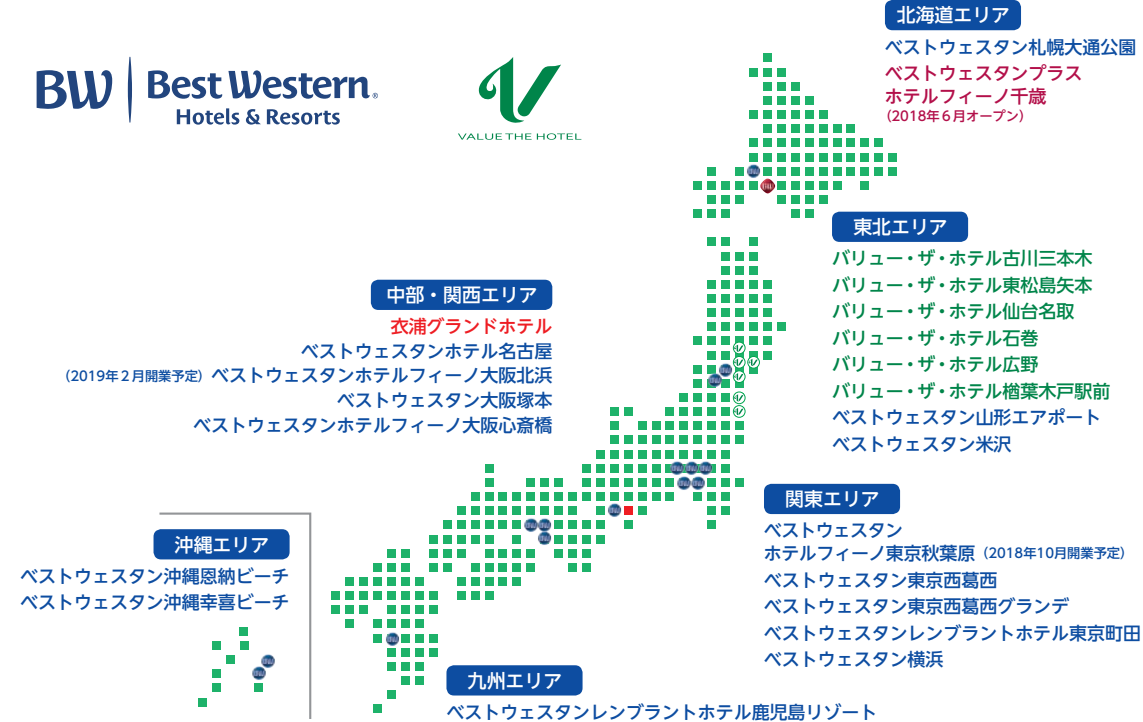 BW Best Western®
Hotels & Resorts
VALUE THE HOTEL
北海道エリア
ベストウェスタン札幌大通公園
ベストウェスタンプラス
ホテルフィーノ千歳
（2018年６月オープン）
東北エリア
バリュー・ザ・ホテル古川三本木
バリュー・ザ・ホテル東松島矢本
バリュー・ザ・ホテル仙台名取
バリュー・ザ・ホテル石巻
バリュー・ザ・ホテル広野
バリュー・ザ・ホテル楢葉木戸駅前
ベストウェスタン山形エアポート
ベストウェスタン米沢
中部・関西エリア
衣浦グランドホテル
ベストウェスタンホテル名古屋
（2019年２月開業予定）ベストウェスタンホテルフィーノ大阪北浜
ベストウェスタン大阪塚本
ベストウェスタンホテルフィーノ大阪心斎橋
関東エリア
ベストウェスタン
ホテルフィーノ東京秋葉原（2018年10月開業予定）
ベストウェスタン東京西葛西
ベストウェスタン東京西葛西グランデ
ベストウェスタンレンブラントホテル東京町田
ベストウェスタン横浜
沖縄エリア
ベストウェスタン沖縄恩納ビーチ
ベストウェスタン沖縄幸喜ビーチ
九州エリア
ベストウェスタンレンブラントホテル鹿児島リゾート